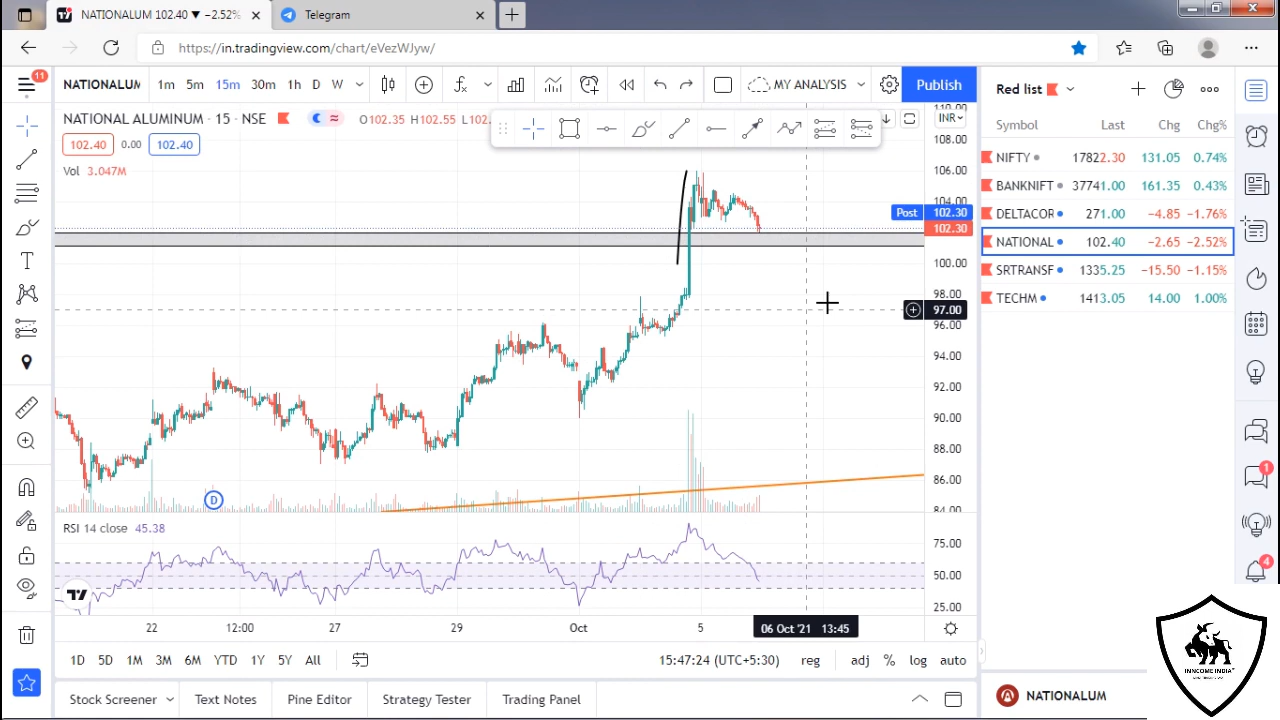 NATIONALUM 102.40 ▼ −2.52%
Telegram
https://in.tradingview.com/chart/eVezWJyw/
11
NATIONALUM
1m 5m 15m 30m 1h D W
MY ANALYSIS
Publish
Red list
NATIONAL ALUMINUM · 15 · NSE
O102.35 H102.55
INR
Symbol Last Chg Chg%
102.40 0.00 102.40
Vol 3.047M
NIFTY 17822.30 131.05 0.74%
BANKNIFT 37741.00 161.35 0.43%
DELTACOR 271.00 −4.85 −1.76%
NATIONAL 102.40 −2.65 −2.52%
SRTRANSF 1335.25 −15.50 −1.15%
TECHM 1413.05 14.00 1.00%
108.00
106.00
104.00
Post 102.30
102.30
100.00
98.00
97.00
96.00
94.00
92.00
90.00
88.00
86.00
D
RSI 14 close 45.38
75.00
50.00
25.00
22 12:00 27 29 Oct 5 06 Oct '21 13:45
1D 5D 1M 3M 6M YTD 1Y 5Y All
15:47:24 (UTC+5:30) reg adj % log auto
Stock Screener Text Notes Pine Editor Strategy Tester Trading Panel
1
4
NATIONALUM
INNCOME INDIA